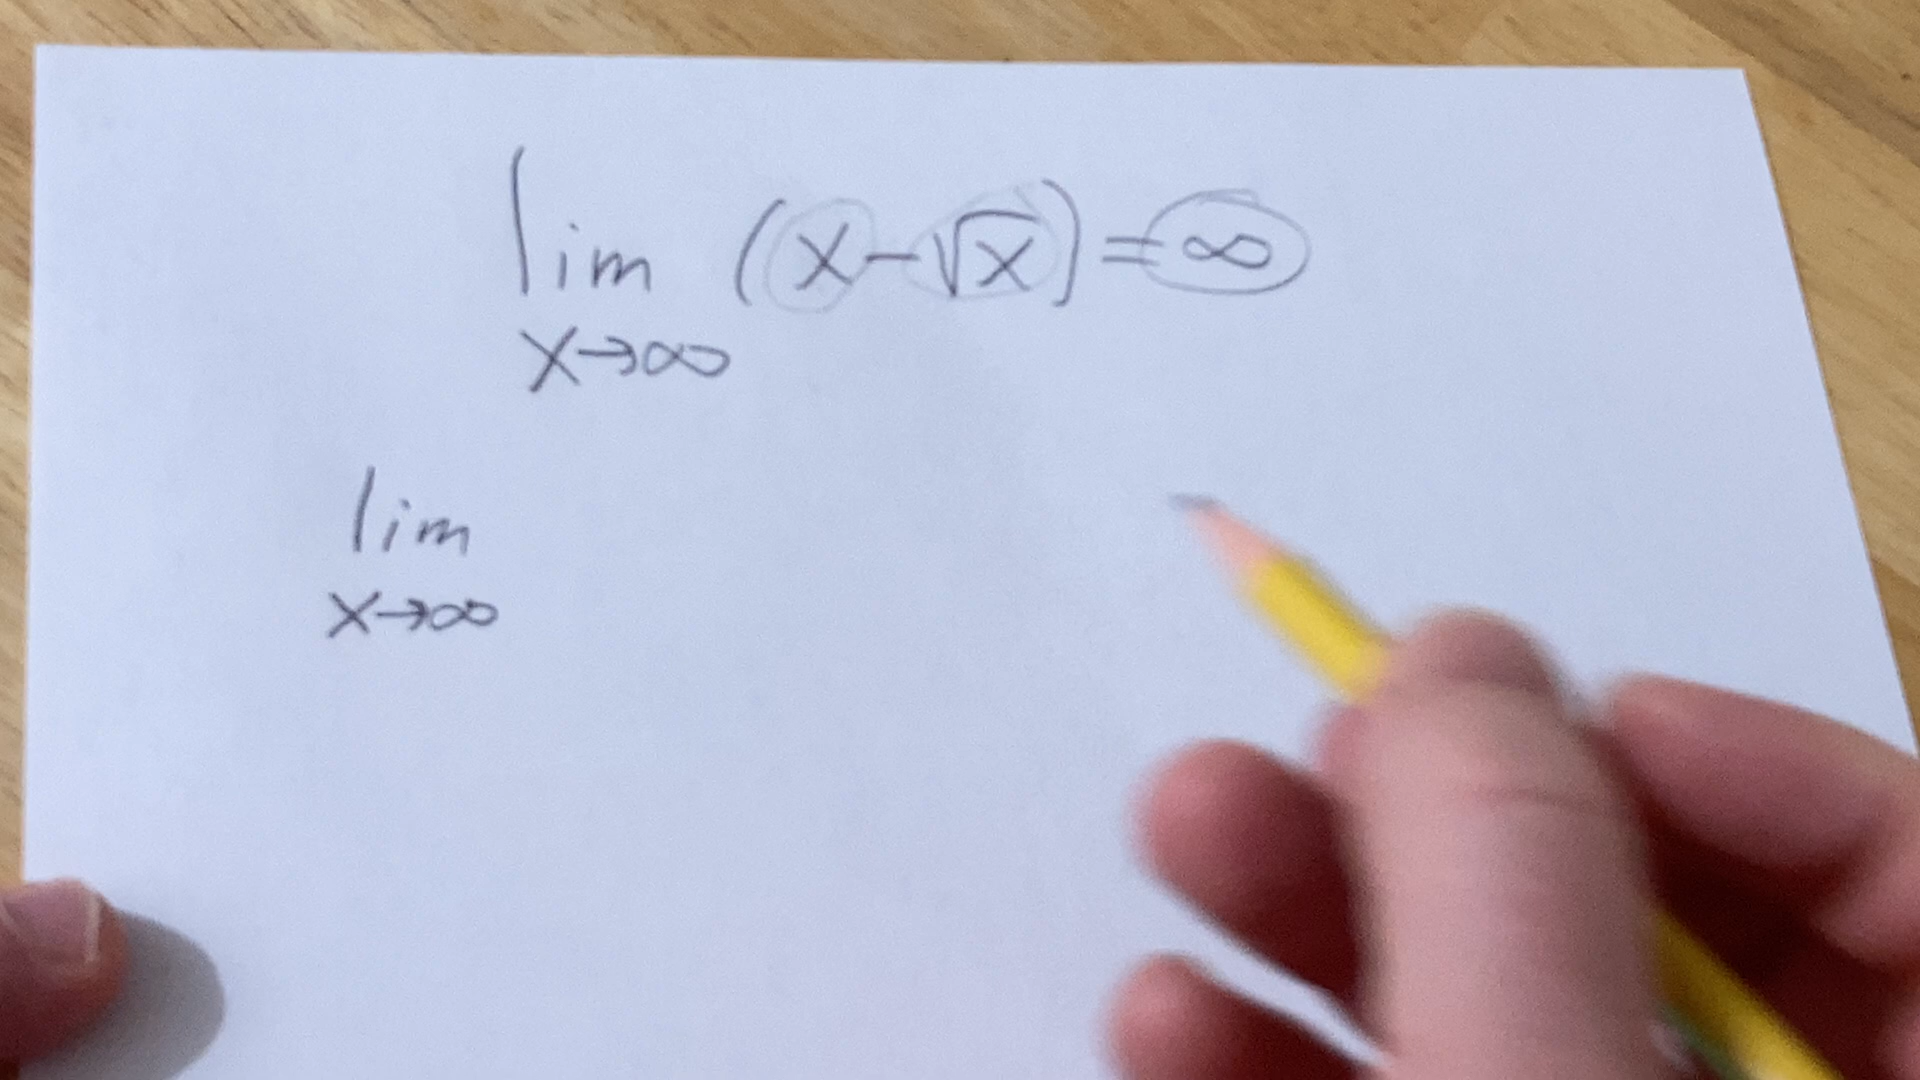 lim (x-√x)=∞
x→∞
lim
x→∞